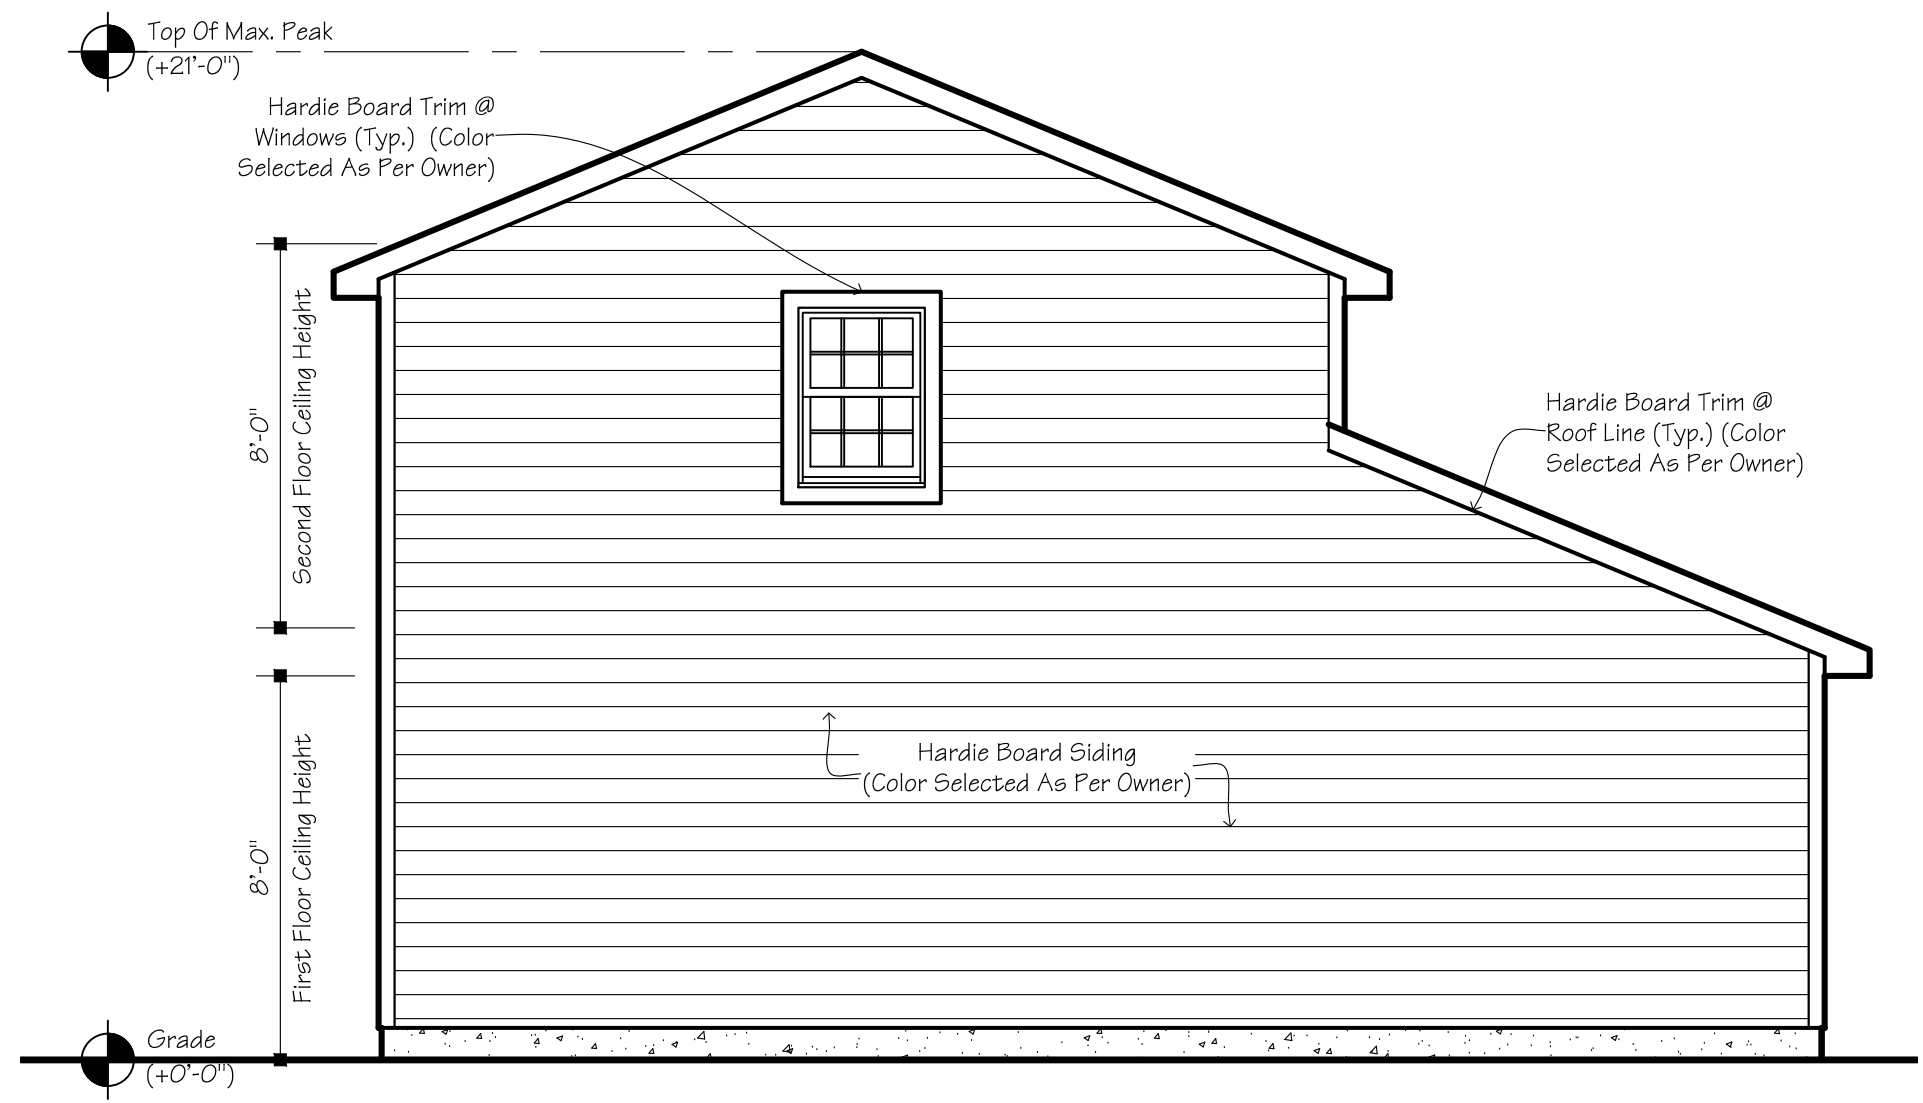 Top Of Max. Peak
(+21'-0")
Hardie Board Trim @
Windows (Typ.) (Color
Selected As Per Owner)
8'-0"
Second Floor Ceiling Height
Hardie Board Trim @
Roof Line (Typ.) (Color
Selected As Per Owner)
Hardie Board Siding
(Color Selected As Per Owner)
8'-0"
First Floor Ceiling Height
Grade
(+0'-0")